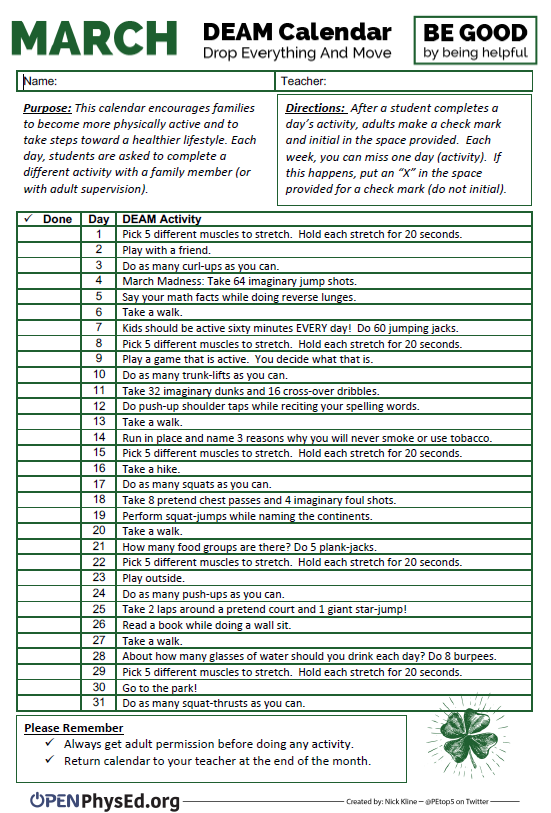 MARCH
DEAM Calendar
Drop Everything And Move
BE GOOD
by being helpful
Name:
Teacher:
Purpose: This calendar encourages families
to become more physically active and to
take steps toward a healthier lifestyle. Each
day, students are asked to complete a
different activity with a family member (or
with adult supervision).
Directions: After a student completes a
day's activity, adults make a check mark
and initial in the space provided. Each
week, you can miss one day (activity). If
this happens, put an "X" in the space
provided for a check mark (do not initial).
✓ Done Day DEAM Activity
1 Pick 5 different muscles to stretch. Hold each stretch for 20 seconds.
2 Play with a friend.
3 Do as many curl-ups as you can.
4 March Madness: Take 64 imaginary jump shots.
5 Say your math facts while doing reverse lunges.
6 Take a walk.
7 Kids should be active sixty minutes EVERY day! Do 60 jumping jacks.
8 Pick 5 different muscles to stretch. Hold each stretch for 20 seconds.
9 Play a game that is active. You decide what that is.
10 Do as many trunk-lifts as you can.
11 Take 32 imaginary dunks and 16 cross-over dribbles.
12 Do push-up shoulder taps while reciting your spelling words.
13 Take a walk.
14 Run in place and name 3 reasons why you will never smoke or use tobacco.
15 Pick 5 different muscles to stretch. Hold each stretch for 20 seconds.
16 Take a hike.
17 Do as many squats as you can.
18 Take 8 pretend chest passes and 4 imaginary foul shots.
19 Perform squat-jumps while naming the continents.
20 Take a walk.
21 How many food groups are there? Do 5 plank-jacks.
22 Pick 5 different muscles to stretch. Hold each stretch for 20 seconds.
23 Play outside.
24 Do as many push-ups as you can.
25 Take 2 laps around a pretend court and 1 giant star-jump!
26 Read a book while doing a wall sit.
27 Take a walk.
28 About how many glasses of water should you drink each day? Do 8 burpees.
29 Pick 5 different muscles to stretch. Hold each stretch for 20 seconds.
30 Go to the park!
31 Do as many squat-thrusts as you can.
Please Remember
✓ Always get adult permission before doing any activity.
✓ Return calendar to your teacher at the end of the month.
OPENPhysEd.org
Created by: Nick Kline – @PEtop5 on Twitter